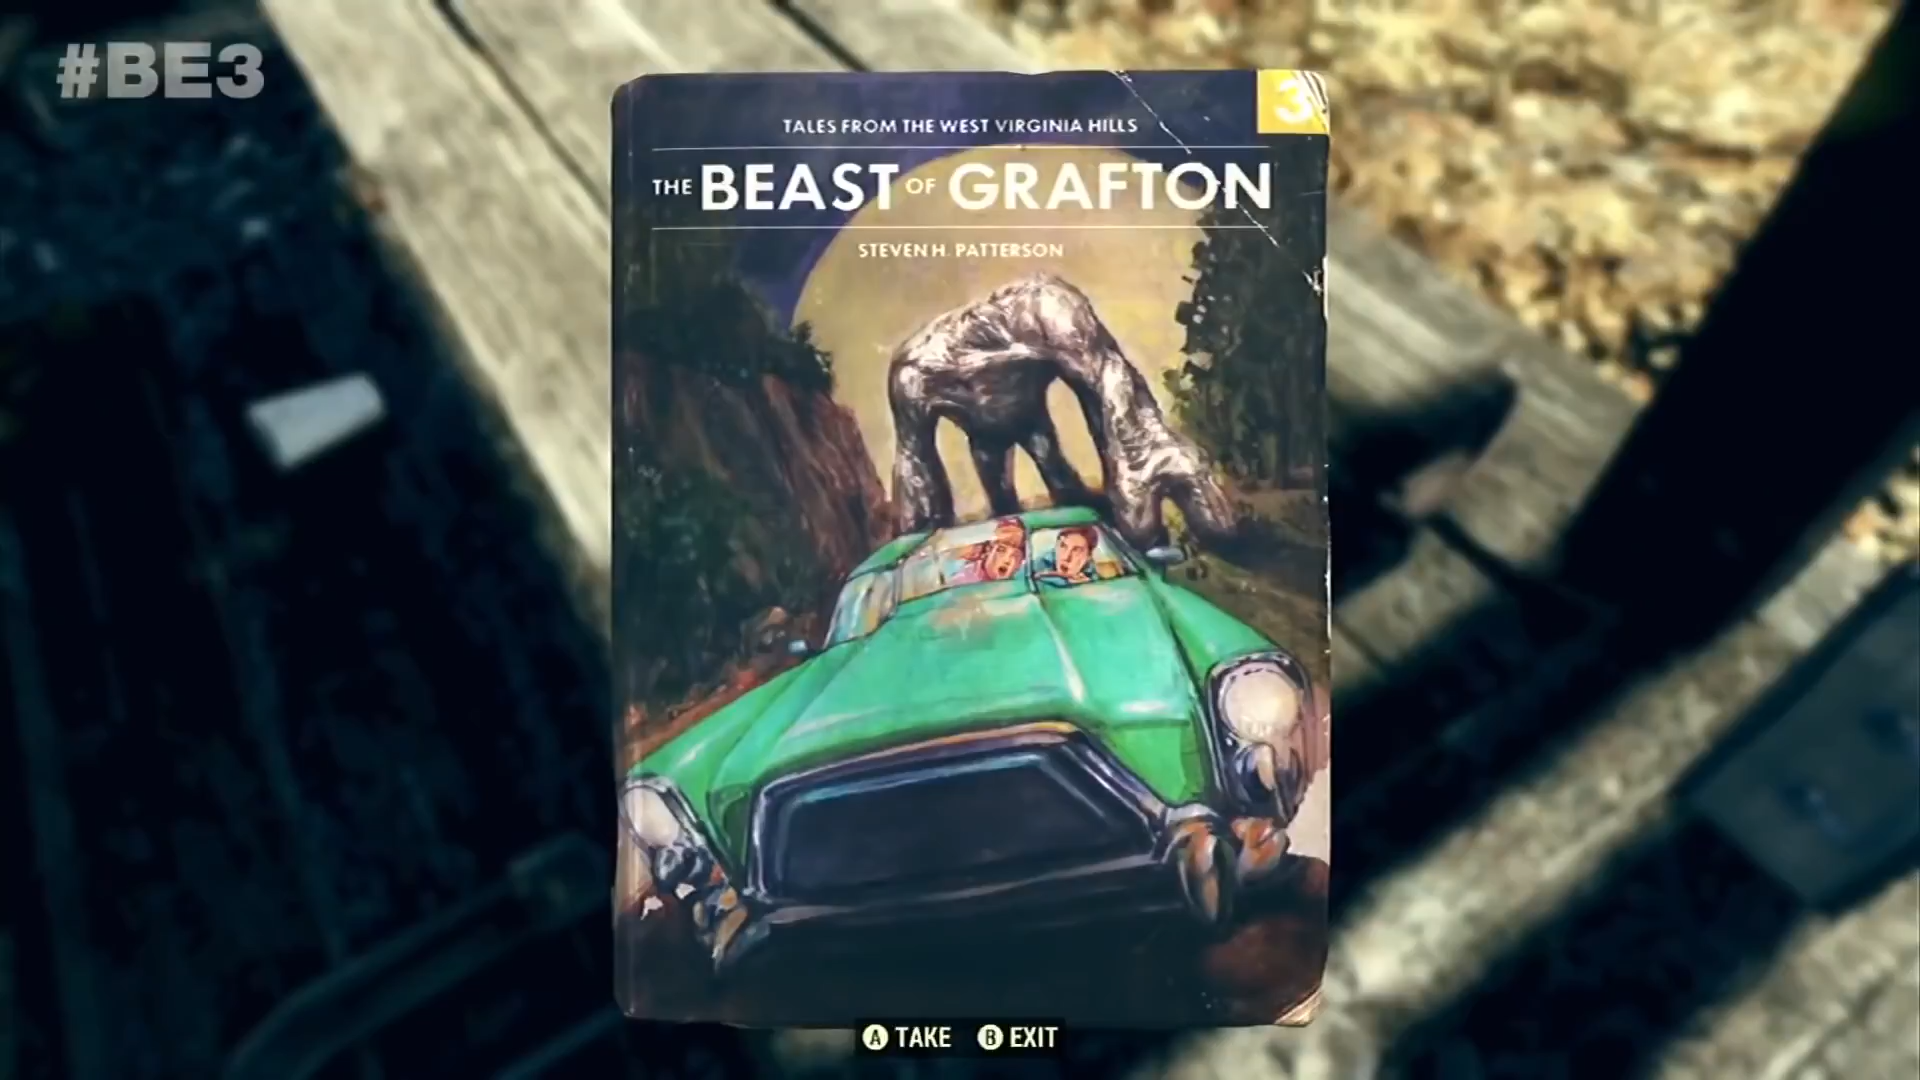 #BE3
3
TALES FROM THE WEST VIRGINIA HILLS
THE BEAST OF GRAFTON
STEVEN H. PATTERSON
A TAKE B EXIT